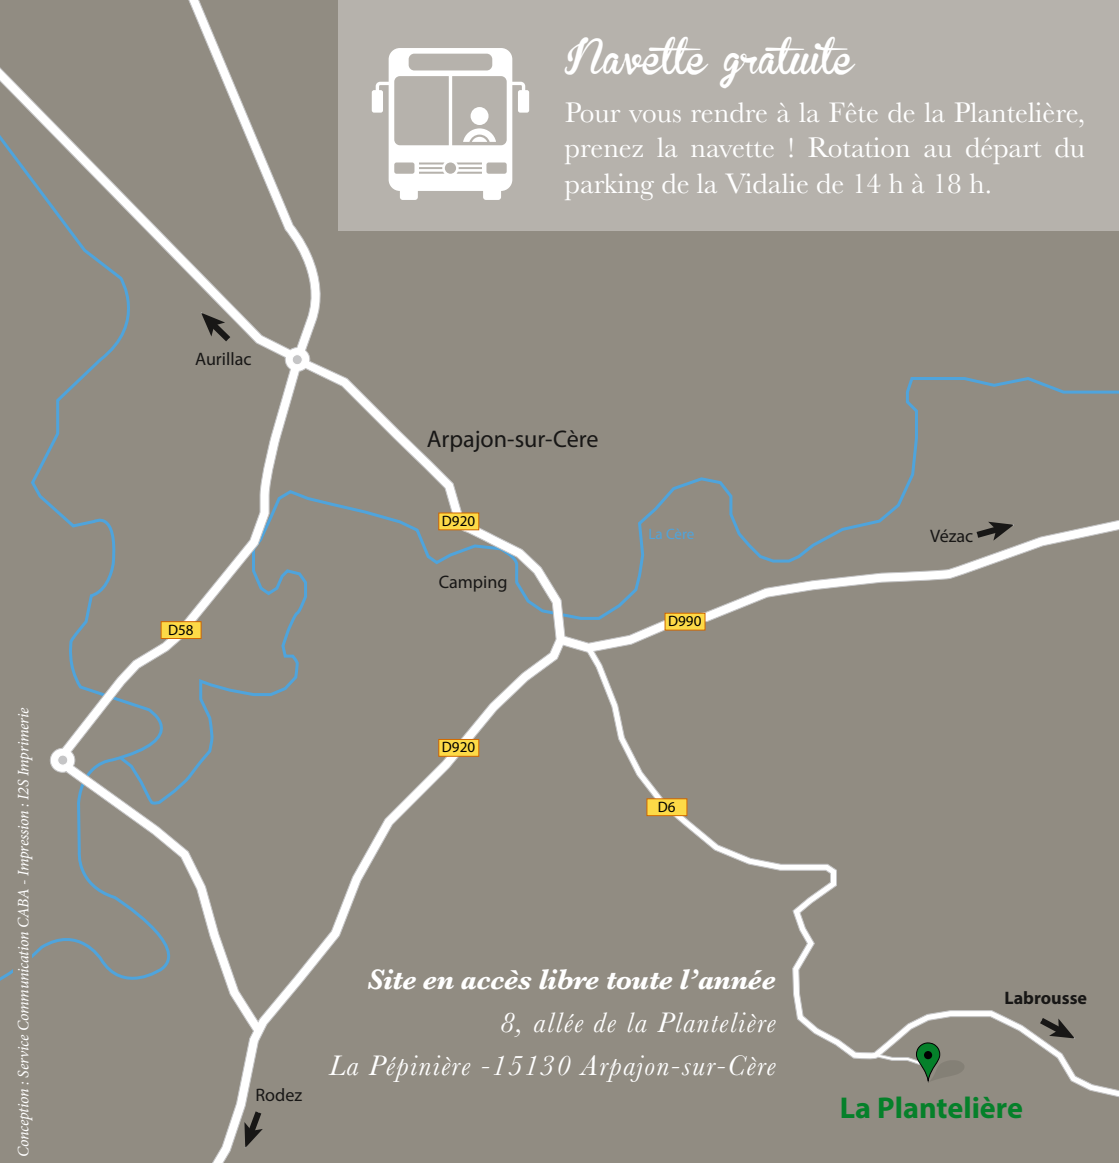 Navette gratuite
Pour vous rendre à la Fête de la Plantelière,
prenez la navette ! Rotation au départ du
parking de la Vidalie de 14 h à 18 h.
Aurillac
Arpajon-sur-Cère
D920
La Cère
Vézac
Camping
D990
D58
D920
D6
Site en accès libre toute l'année
8, allée de la Plantelière
La Pépinière -15130 Arpajon-sur-Cère
Labrousse
La Plantelière
Rodez
Conception : Service Communication CABA - Impression : I2S Imprimerie